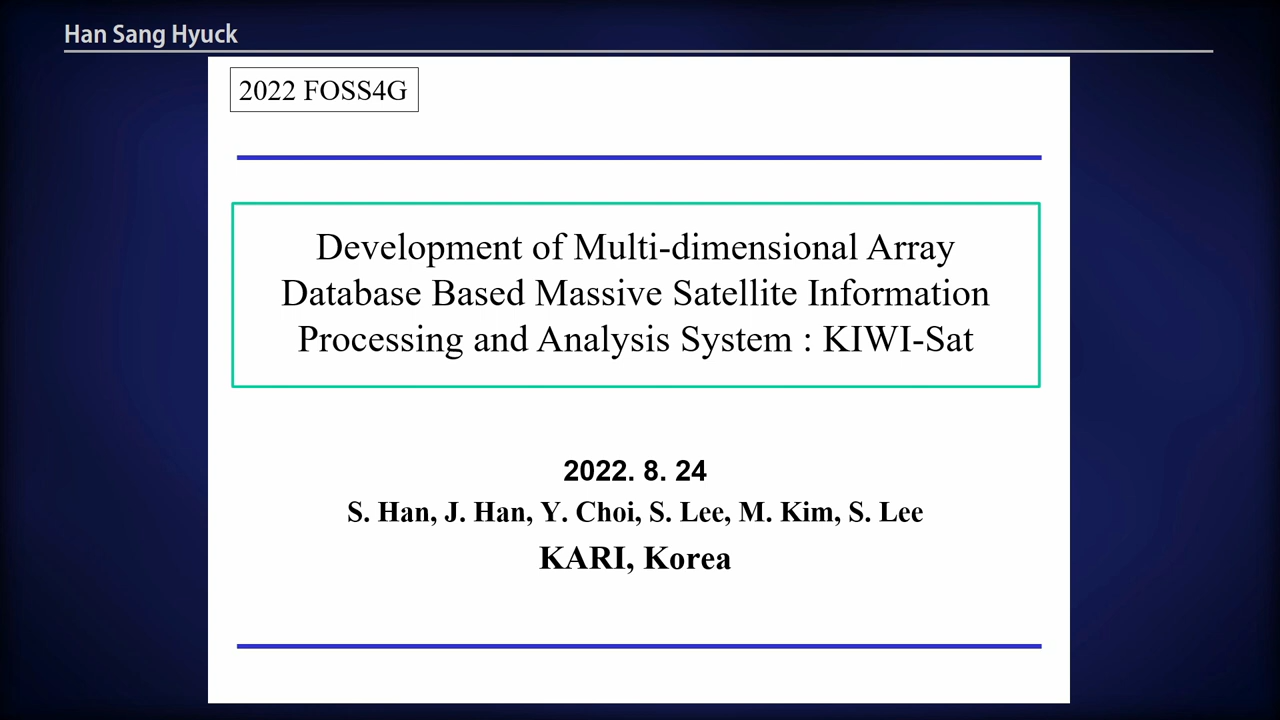 Han Sang Hyuck
2022 FOSS4G
Development of Multi-dimensional Array
Database Based Massive Satellite Information
Processing and Analysis System : KIWI-Sat
2022. 8. 24
S. Han, J. Han, Y. Choi, S. Lee, M. Kim, S. Lee
KARI, Korea